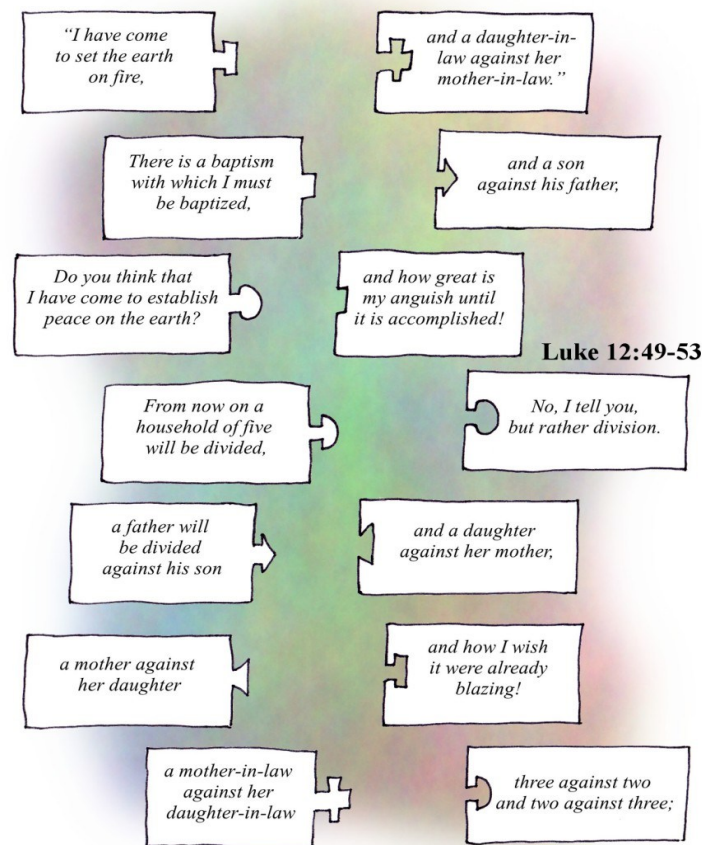 “I have come
to set the earth
on fire,
and a daughter-in-
law against her
mother-in-law.”
There is a baptism
with which I must
be baptized,
and a son
against his father,
Do you think that
I have come to establish
peace on the earth?
and how great is
my anguish until
it is accomplished!
Luke 12:49-53
From now on a
household of five
will be divided,
No, I tell you,
but rather division.
a father will
be divided
against his son
and a daughter
against her mother,
a mother against
her daughter
and how I wish
it were already
blazing!
a mother-in-law
against her
daughter-in-law
three against two
and two against three;